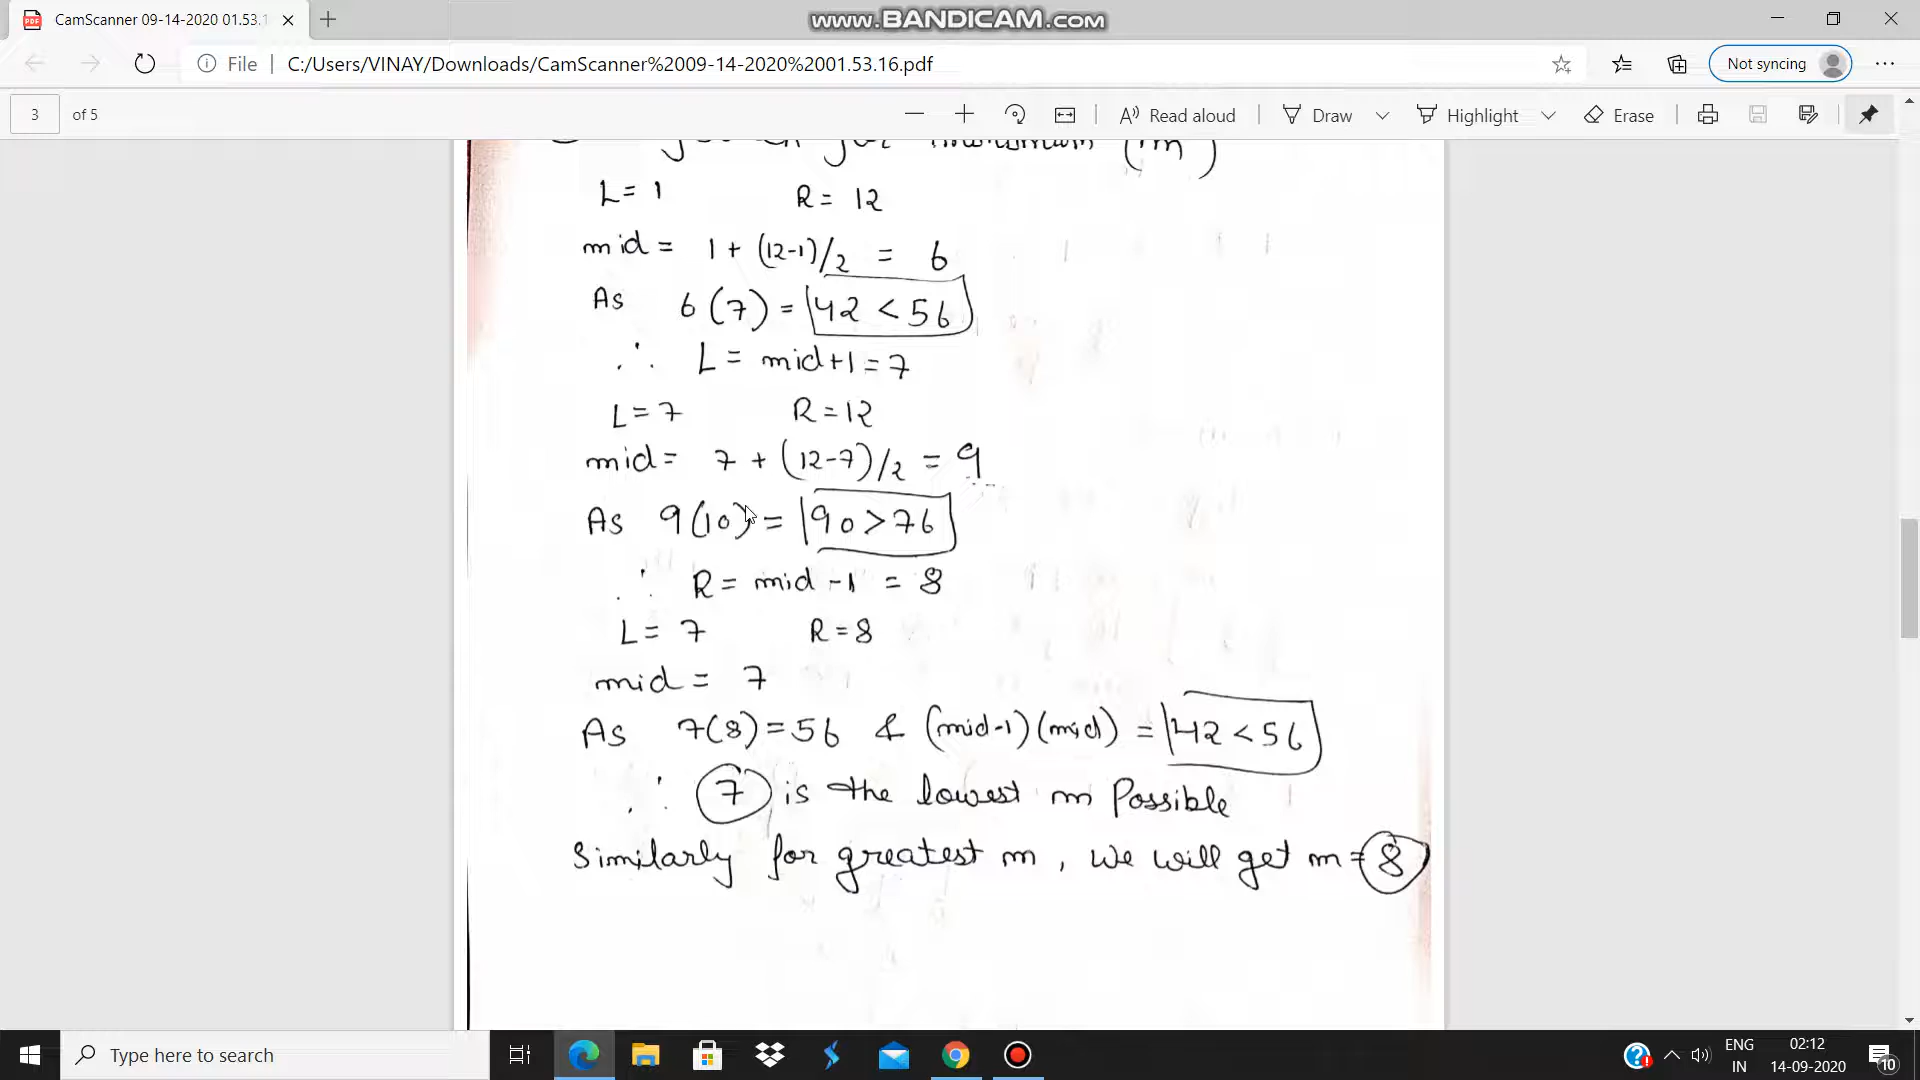 CamScanner 09-14-2020 01.53.1
www.BANDICAM.com
File
C:/Users/VINAY/Downloads/CamScanner%2009-14-2020%2001.53.16.pdf
Not syncing
3 of 5
Read aloud
Draw
Highlight
Erase
for minimum (m)
L = 1 R = 12
mid = 1 + (12-1)/2 = 6
As 6(7) = 42 < 56
∴ L = mid+1 = 7
L = 7 R = 12
mid = 7 + (12-7)/2 = 9
As 9(10) = 90 > 76
∴ R = mid -1 = 8
L = 7 R = 8
mid = 7
As 7(8) = 56 & (mid-1)(mid) = 42 < 56
∴ 7 is the lowest m Possible
Similarly for greatest m, we will get m = 8
Type here to search
ENG
IN
02:12
14-09-2020
10